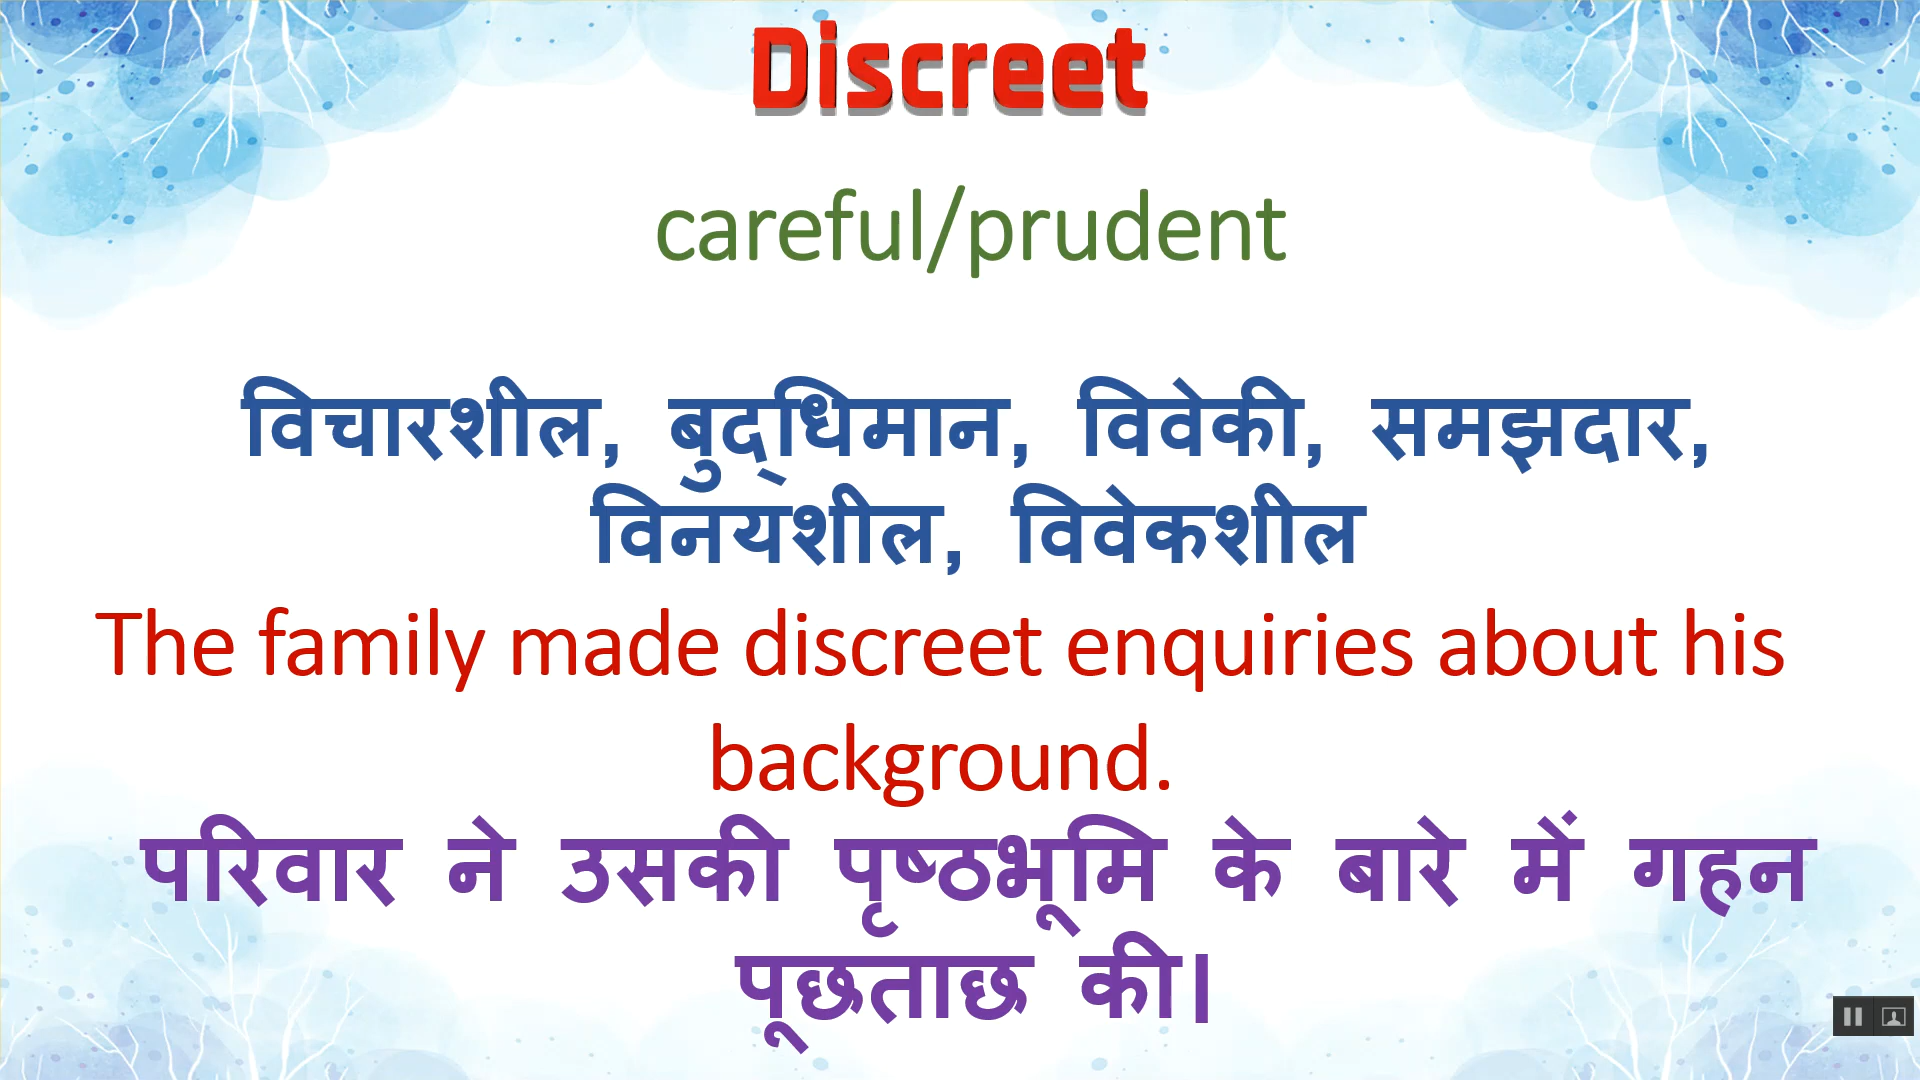 Discreet
careful/prudent
विचारशील, बुद्धिमान, विवेकी, समझदार,
विनयशील, विवेकशील
The family made discreet enquiries about his
background.
परिवार ने उसकी पृष्ठभूमि के बारे में गहन
पूछताछ की।